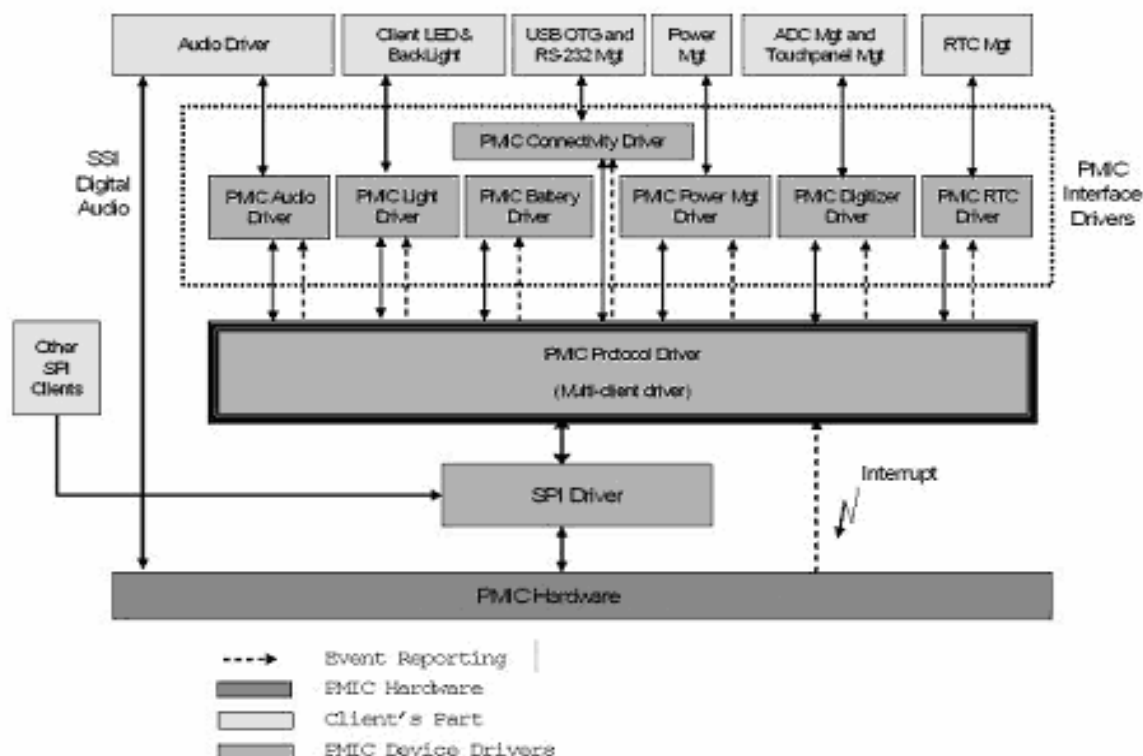 Audio Driver
Client LED &
BackLight
USB OTG and
RS-232 Mgt
Power
Mgt
ADC Mgt and
Touchpanel Mgt
RTC Mgt
PMIC Connectivity Driver
SSI
Digital
Audio
PMIC Audio
Driver
PMIC Light
Driver
PMIC Battery
Driver
PMIC Power Mgt
Driver
PMIC Digitizer
Driver
PMIC RTC
Driver
PMIC
Interface
Drivers
Other
SPI
Clients
PMIC Protocol Driver
(Multi-client driver)
SPI Driver
Interrupt
PMIC Hardware
Event Reporting
PMIC Hardware
Client's Part
PMIC Device Drivers